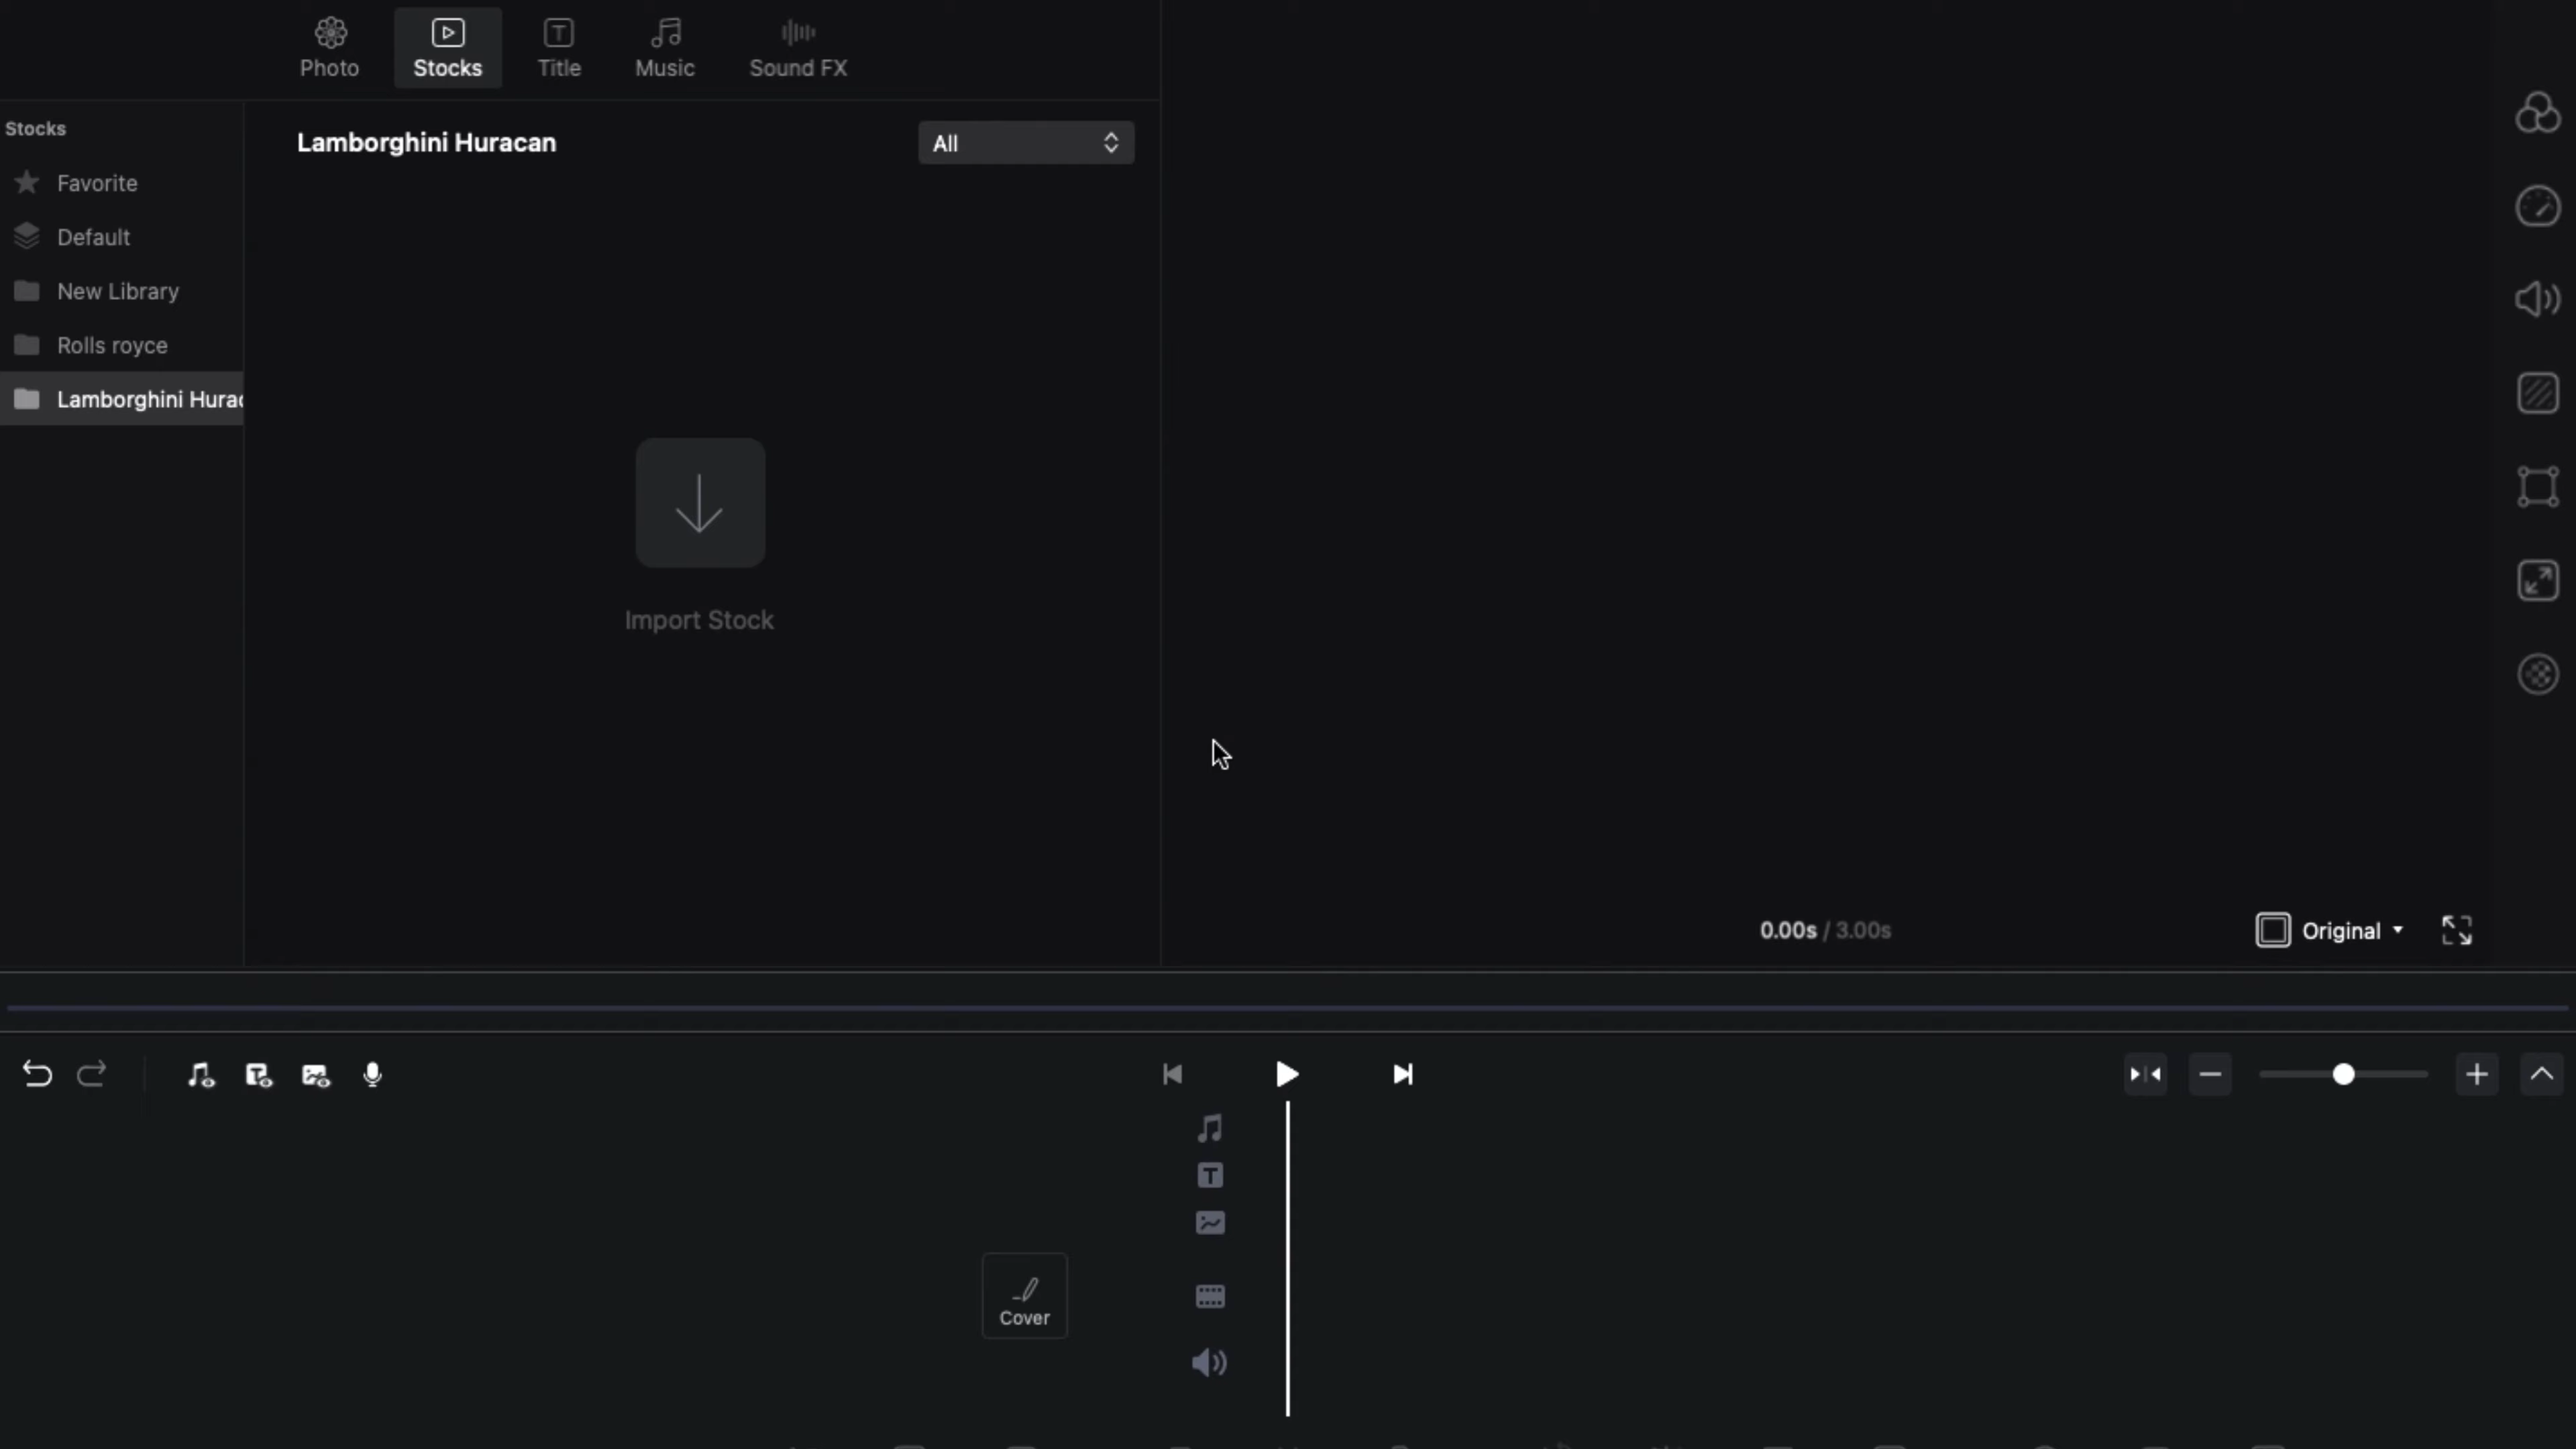 Photo
Stocks
Title
Music
Sound FX
Stocks
Favorite
Default
New Library
Rolls royce
Lamborghini Hurac
Lamborghini Huracan
All
Import Stock
0.00s / 3.00s
Original
Cover